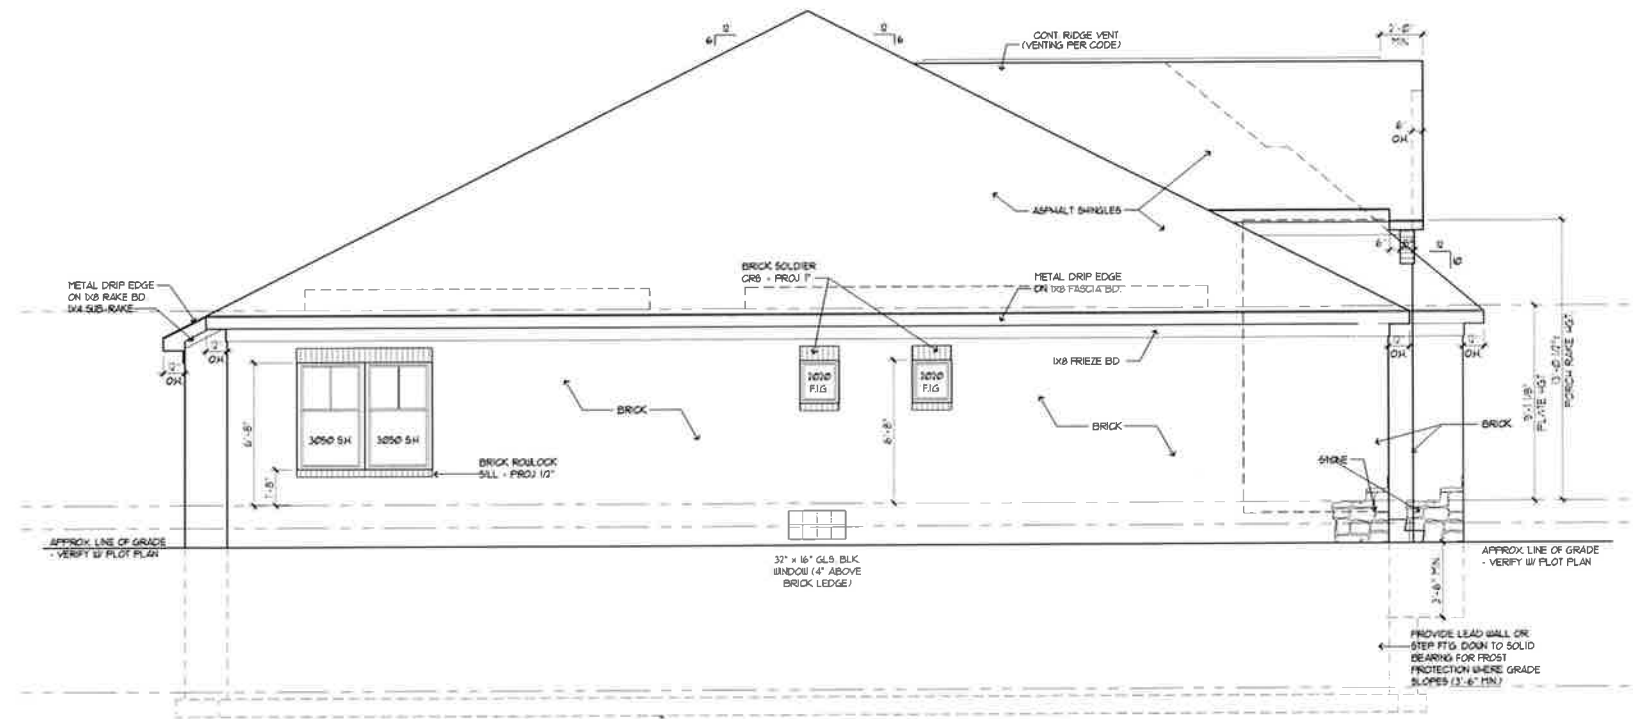 12
6
12
6
CONT. RIDGE VENT
(VENTING PER CODE)
2'-0"
MIN.
6"
O.H.
ASPHALT SHINGLES
6"
12
10
METAL DRIP EDGE
ON 1X8 RAKE BD
1X4 SUB-RAKE
BRICK SOLDIER
CRS - PROJ 1"
METAL DRIP EDGE
ON 1X8 FASCIA BD.
12"
O.H.
12"
O.H.
12"
O.H.
12"
O.H.
1X8 FRIEZE BD
2020
F.I.G
2020
F.I.G
9'-1 1/8"
PLATE HGT
PORCH RAKE HGT
BRICK
BRICK
BRICK
6'-8"
3050 SH
3050 SH
6'-8"
BRICK ROWLOCK
SILL - PROJ 1/2"
1'-8"
STONE
APPROX. LINE OF GRADE
- VERIFY W/ PLOT PLAN
32" x 16" GLS. BLK.
WINDOW (4" ABOVE
BRICK LEDGE)
APPROX. LINE OF GRADE
- VERIFY W/ PLOT PLAN
3'-6" MIN.
PROVIDE LEAD WALL OR
STEP FTG DOWN TO SOLID
BEARING FOR FROST
PROTECTION WHERE GRADE
SLOPES (3'-6" MIN.)